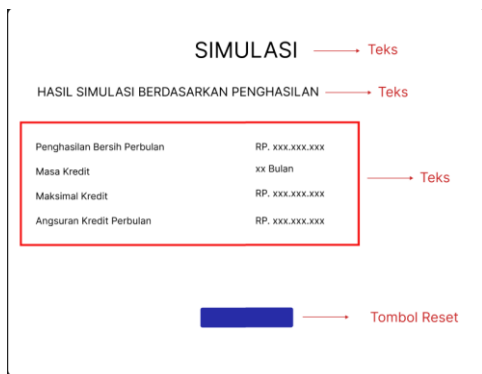 SIMULASI Teks
HASIL SIMULASI BERDASARKAN PENGHASILAN Teks
Penghasilan Bersih Perbulan RP. xxx.xxx.xxx
Masa Kredit xx Bulan
Maksimal Kredit RP. xxx.xxx.xxx
Angsuran Kredit Perbulan RP. xxx.xxx.xxx
Teks
Tombol Reset